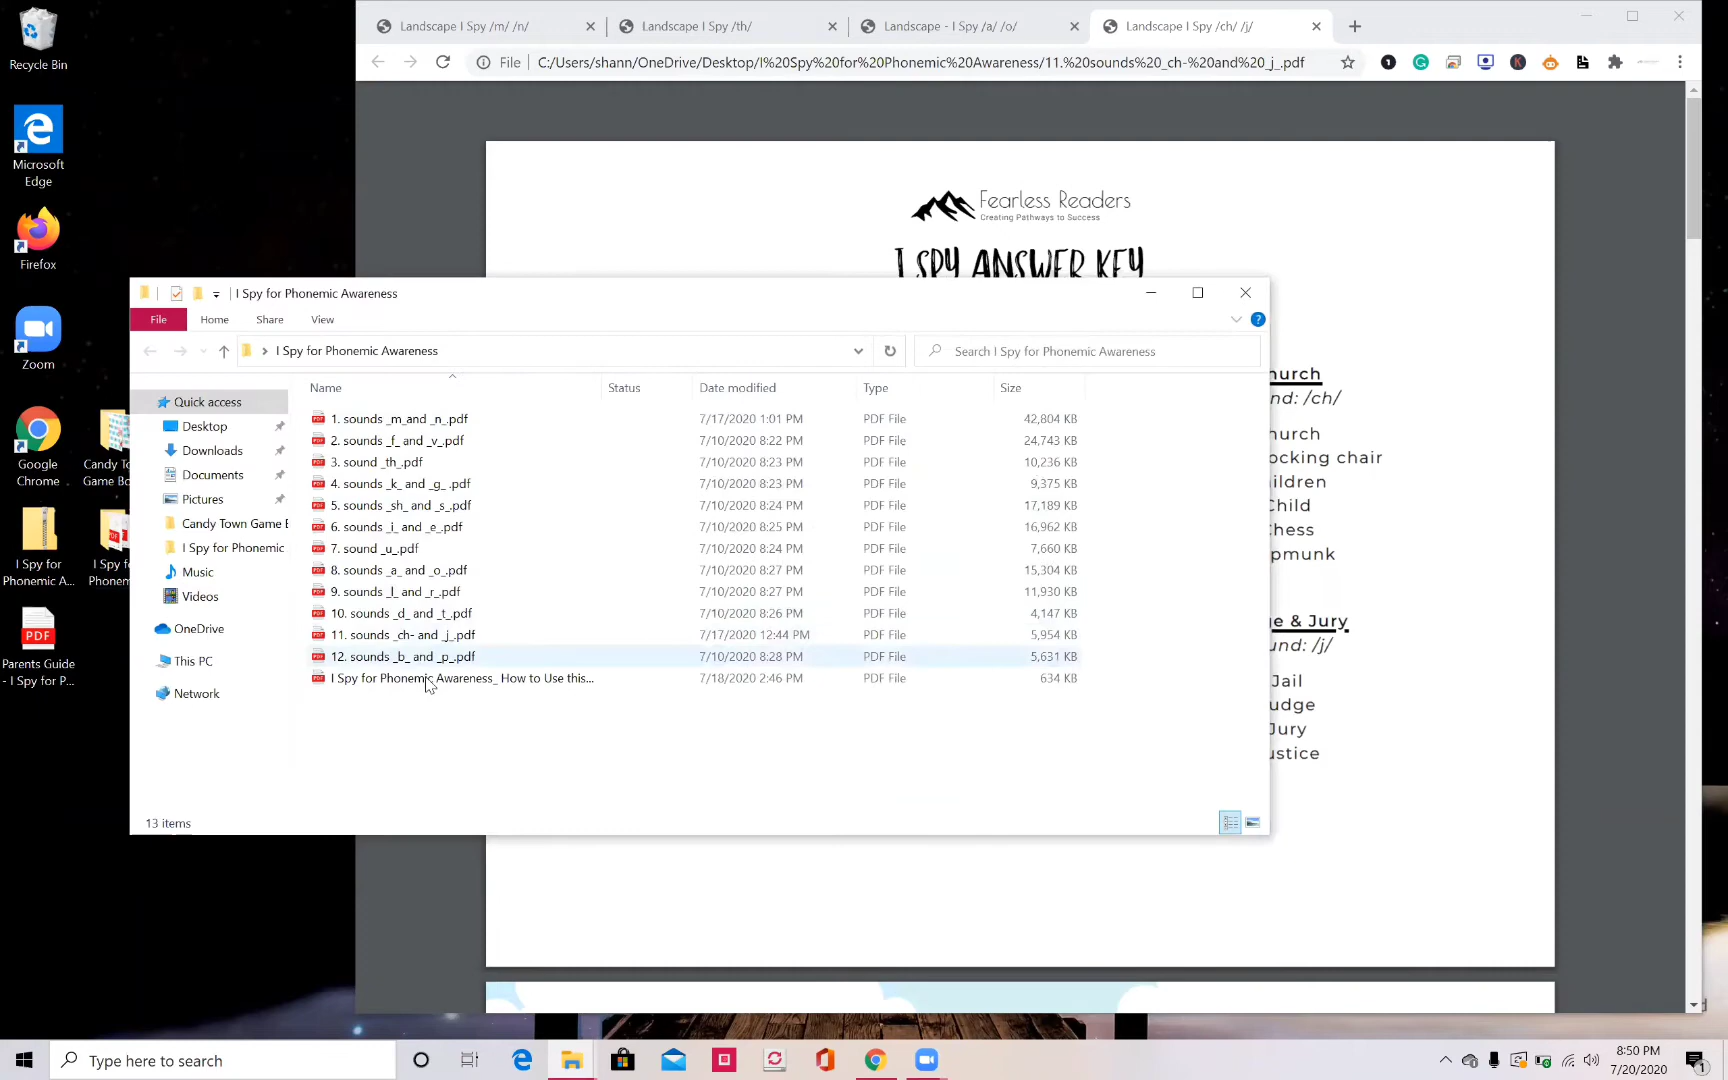 Recycle Bin
Microsoft
Edge
Firefox
Zoom
Google
Chrome
Candy Tow
Game Bo
I Spy for
Phonemic A...
I Spy f
Phonem
Parents Guide
- I Spy for P...
Landscape I Spy /m/ /n/
Landscape I Spy /th/
Landscape - I Spy /a/ /o/
Landscape I Spy /ch/ /j/
File
C:/Users/shann/OneDrive/Desktop/I%20Spy%20for%20Phonemic%20Awareness/11.%20sounds%20_ch-%20and%20_j_.pdf
Fearless Readers
Creating Pathways to Success
I SPY ANSWER KEY
hurch
nd: /ch/
hurch
ocking chair
ildren
Child
Chess
pmunk
ge & Jury
und: /j/
Jail
udge
Jury
ustice
I Spy for Phonemic Awareness
File
Home
Share
View
I Spy for Phonemic Awareness
Search I Spy for Phonemic Awareness
Name
Status
Date modified
Type
Size
Quick access
Desktop
Downloads
Documents
Pictures
Candy Town Game B
I Spy for Phonemic
Music
Videos
OneDrive
This PC
Network
1. sounds _m_and _n_.pdf 7/17/2020 1:01 PM PDF File 42,804 KB
2. sounds _f_ and _v_.pdf 7/10/2020 8:22 PM PDF File 24,743 KB
3. sound _th_.pdf 7/10/2020 8:23 PM PDF File 10,236 KB
4. sounds _k_ and _g_ .pdf 7/10/2020 8:23 PM PDF File 9,375 KB
5. sounds _sh_ and _s_.pdf 7/10/2020 8:24 PM PDF File 17,189 KB
6. sounds _i_ and _e_.pdf 7/10/2020 8:25 PM PDF File 16,962 KB
7. sound _u_.pdf 7/10/2020 8:24 PM PDF File 7,660 KB
8. sounds _a_ and _o_.pdf 7/10/2020 8:27 PM PDF File 15,304 KB
9. sounds _l_ and _r_.pdf 7/10/2020 8:27 PM PDF File 11,930 KB
10. sounds _d_ and _t_.pdf 7/10/2020 8:26 PM PDF File 4,147 KB
11. sounds _ch- and _j_.pdf 7/17/2020 12:44 PM PDF File 5,954 KB
12. sounds _b_ and _p_.pdf 7/10/2020 8:28 PM PDF File 5,631 KB
I Spy for Phonemic Awareness_ How to Use this... 7/18/2020 2:46 PM PDF File 634 KB
13 items
Type here to search
8:50 PM
7/20/2020